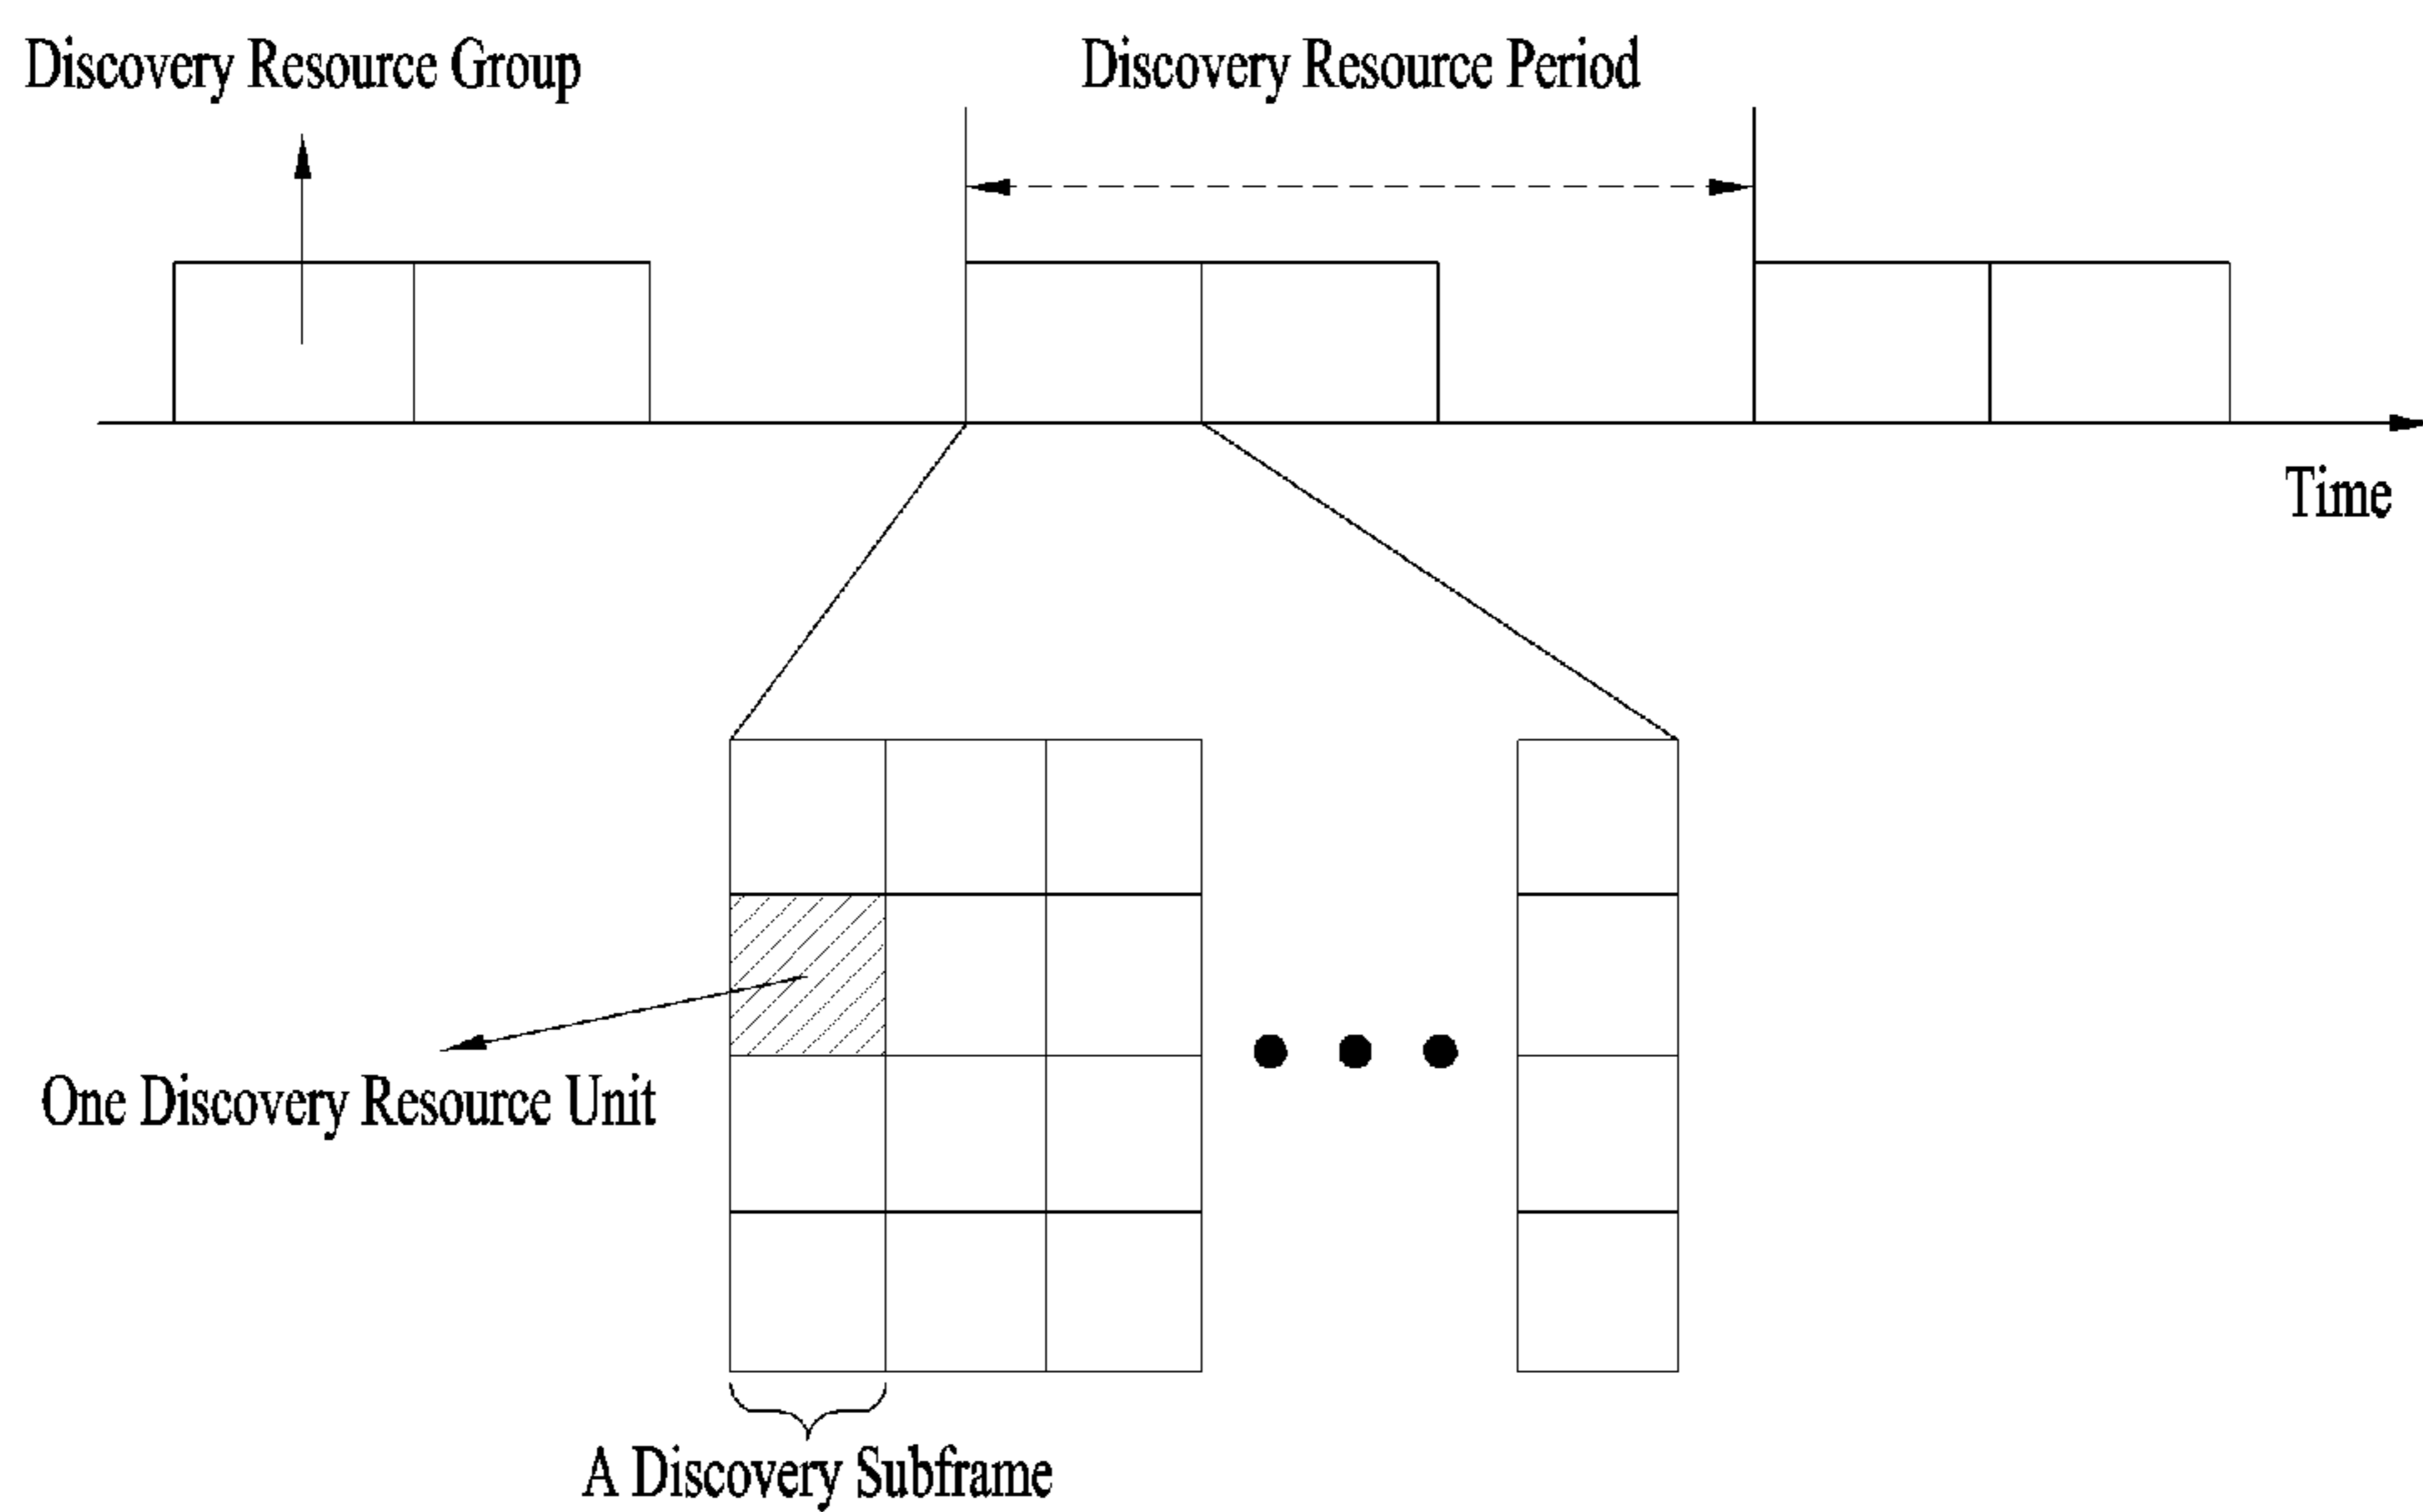 Discovery Resource Group
Discovery Resource Period
Time
One Discovery Resource Unit
A Discovery Subframe